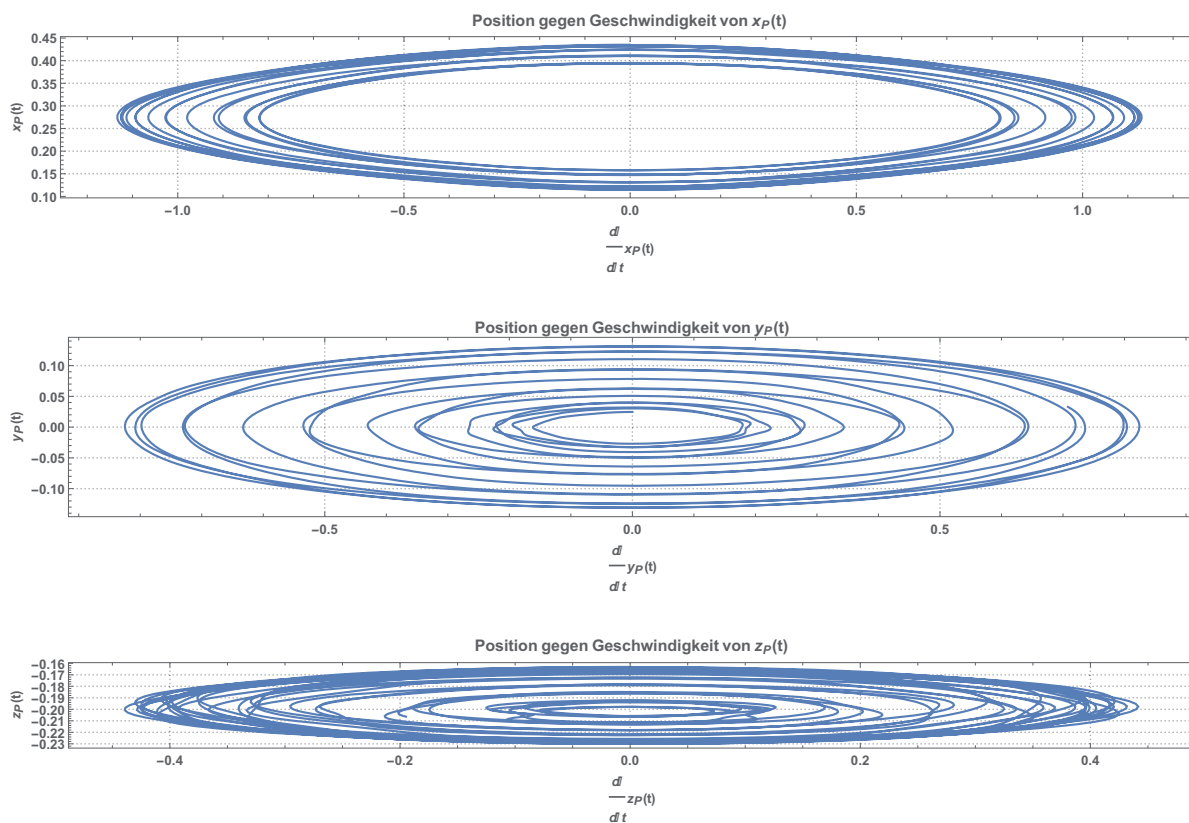 Position gegen Geschwindigkeit von xP(t)
xP(t)
0.45
0.40
0.35
0.30
0.25
0.20
0.15
0.10
−1.0 −0.5 0.0 0.5 1.0
ⅆ
xP(t)
ⅆ t
Position gegen Geschwindigkeit von yP(t)
yP(t)
0.10
0.05
0.00
−0.05
−0.10
−0.5 0.0 0.5
ⅆ
yP(t)
ⅆ t
Position gegen Geschwindigkeit von zP(t)
zP(t)
−0.16
−0.17
−0.18
−0.19
−0.20
−0.21
−0.22
−0.23
−0.4 −0.2 0.0 0.2 0.4
ⅆ
zP(t)
ⅆ t